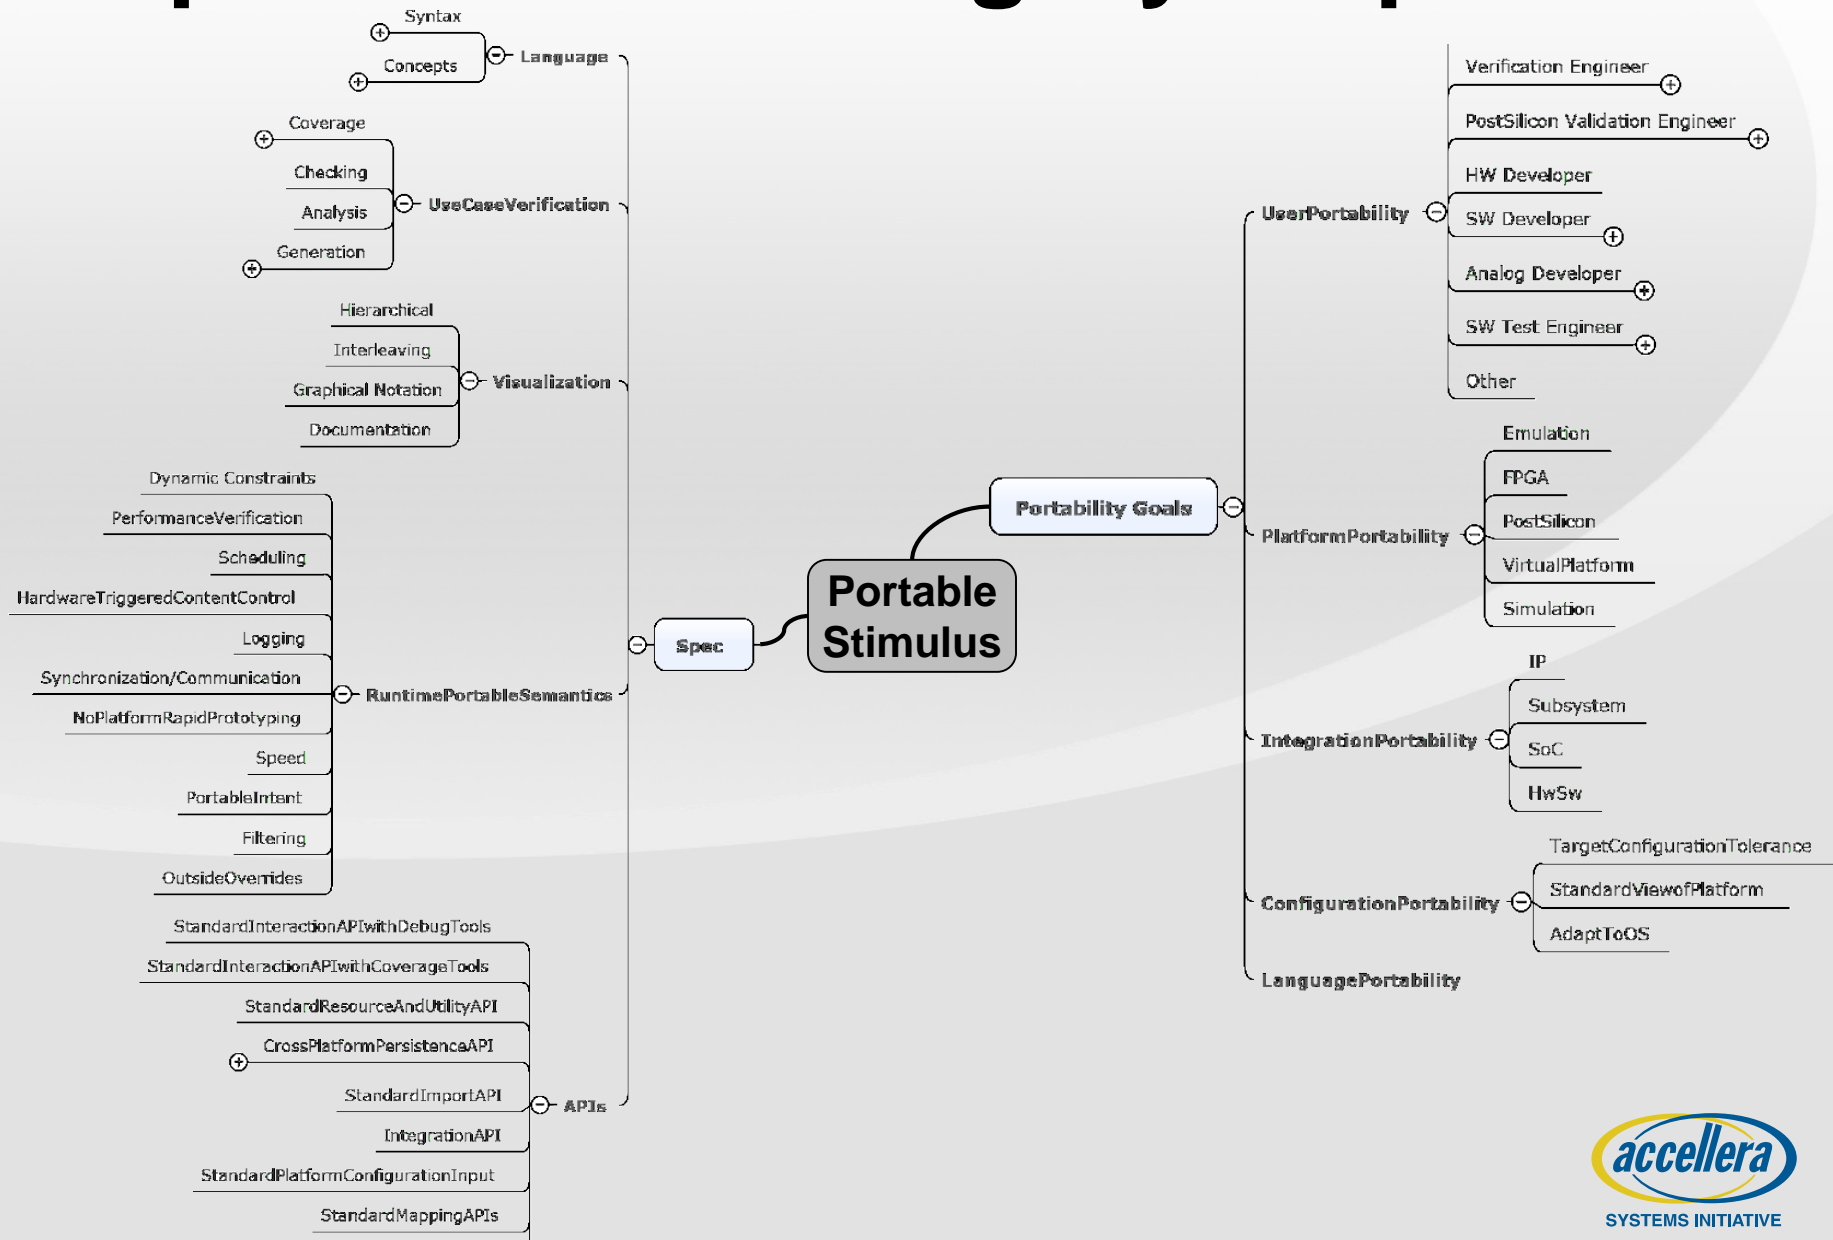 Syntax
Concepts
Language
Coverage
Checking
Analysis
Generation
UseCaseVerification
Hierarchical
Interleaving
Graphical Notation
Documentation
Visualization
Dynamic Constraints
PerformanceVerification
Scheduling
HardwareTriggeredContentControl
Logging
Synchronization/Communication
NoPlatformRapidPrototyping
Speed
PortableIntent
Filtering
OutsideOverrides
RuntimePortableSemantics
StandardInteractionAPIwithDebugTools
StandardInteractionAPIwithCoverageTools
StandardResourceAndUtilityAPI
CrossPlatformPersistenceAPI
StandardImportAPI
IntegrationAPI
StandardPlatformConfigurationInput
StandardMappingAPIs
APIs
Spec
Portable
Stimulus
Portability Goals
UserPortability
Verification Engineer
PostSilicon Validation Engineer
HW Developer
SW Developer
Analog Developer
SW Test Engineer
Other
PlatformPortability
Emulation
FPGA
PostSilicon
VirtualPlatform
Simulation
IntegrationPortability
IP
Subsystem
SoC
HwSw
ConfigurationPortability
TargetConfigurationTolerance
StandardViewofPlatform
AdaptToOS
LanguagePortability
accellera
SYSTEMS INITIATIVE